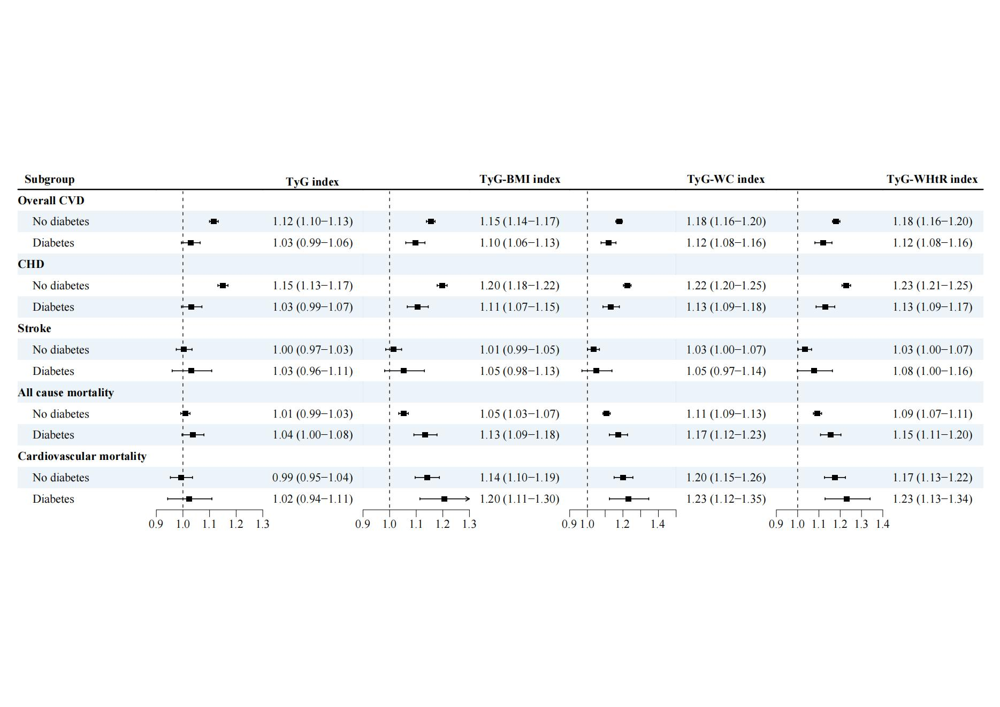 Subgroup TyG index TyG-BMI index TyG-WC index TyG-WHtR index
Overall CVD
No diabetes 1.12 (1.10−1.13) 1.15 (1.14−1.17) 1.18 (1.16−1.20) 1.18 (1.16−1.20)
Diabetes 1.03 (0.99−1.06) 1.10 (1.06−1.13) 1.12 (1.08−1.16) 1.12 (1.08−1.16)
CHD
No diabetes 1.15 (1.13−1.17) 1.20 (1.18−1.22) 1.22 (1.20−1.25) 1.23 (1.21−1.25)
Diabetes 1.03 (0.99−1.07) 1.11 (1.07−1.15) 1.13 (1.09−1.18) 1.13 (1.09−1.17)
Stroke
No diabetes 1.00 (0.97−1.03) 1.01 (0.99−1.05) 1.03 (1.00−1.07) 1.03 (1.00−1.07)
Diabetes 1.03 (0.96−1.11) 1.05 (0.98−1.13) 1.05 (0.97−1.14) 1.08 (1.00−1.16)
All cause mortality
No diabetes 1.01 (0.99−1.03) 1.05 (1.03−1.07) 1.11 (1.09−1.13) 1.09 (1.07−1.11)
Diabetes 1.04 (1.00−1.08) 1.13 (1.09−1.18) 1.17 (1.12−1.23) 1.15 (1.11−1.20)
Cardiovascular mortality
No diabetes 0.99 (0.95−1.04) 1.14 (1.10−1.19) 1.20 (1.15−1.26) 1.17 (1.13−1.22)
Diabetes 1.02 (0.94−1.11) 1.20 (1.11−1.30) 1.23 (1.12−1.35) 1.23 (1.13−1.34)
0.9 1.0 1.1 1.2 1.3 0.9 1.0 1.1 1.2 1.3 0.9 1.0 1.2 1.4 0.9 1.0 1.1 1.2 1.3 1.4